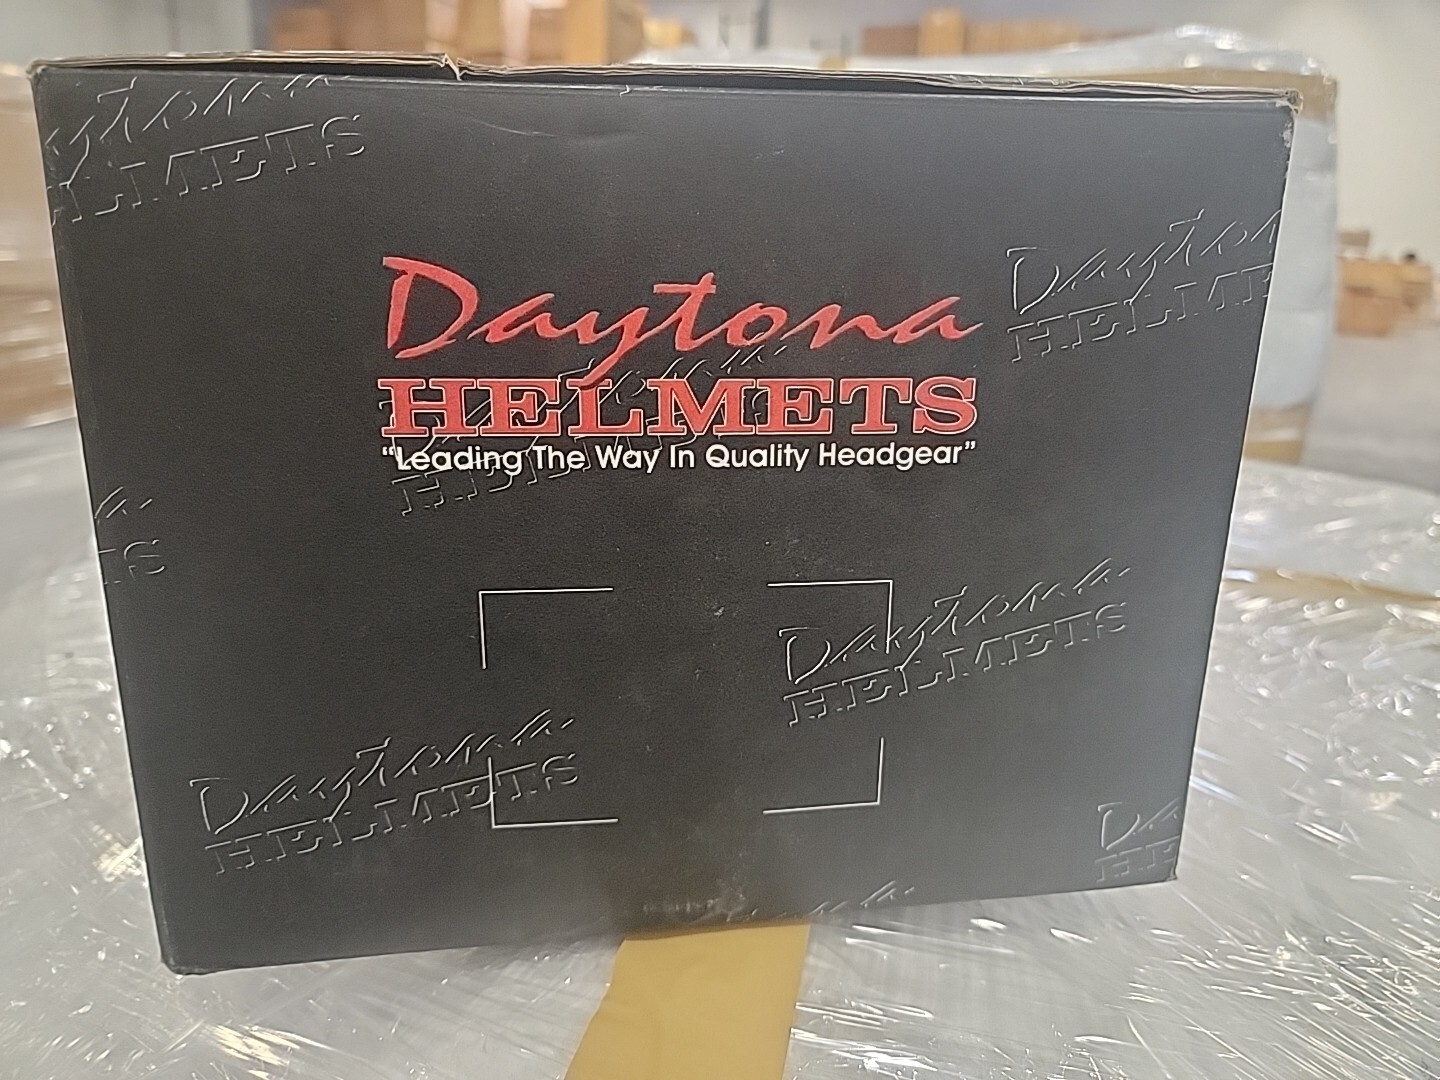 Daytona
HELMETS
Daytona
HELMETS
Daytona
HELMETS
"Leading The Way In Quality Headgear"
Daytona
HELMETS
Daytona
HELMETS